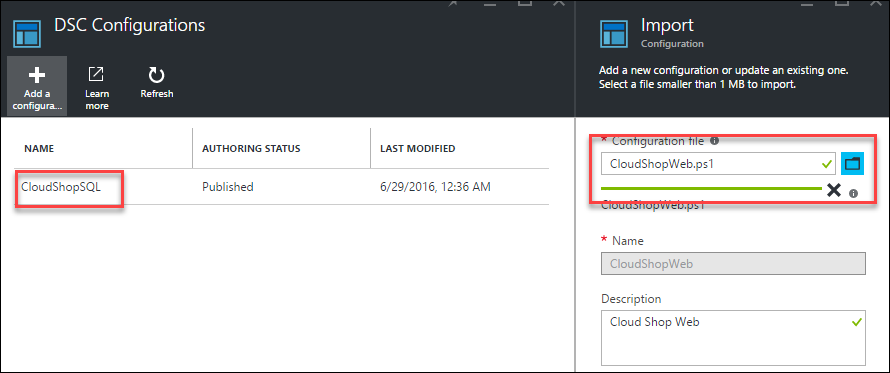 DSC Configurations
Add a
configura...
Learn
more
Refresh
NAME
AUTHORING STATUS
LAST MODIFIED
CloudShopSQL
Published
6/29/2016, 12:36 AM
Import
Configuration
Add a new configuration or update an existing one.
Select a file smaller than 1 MB to import.
* Configuration file
CloudShopWeb.ps1
CloudShopWeb.ps1
* Name
CloudShopWeb
Description
Cloud Shop Web